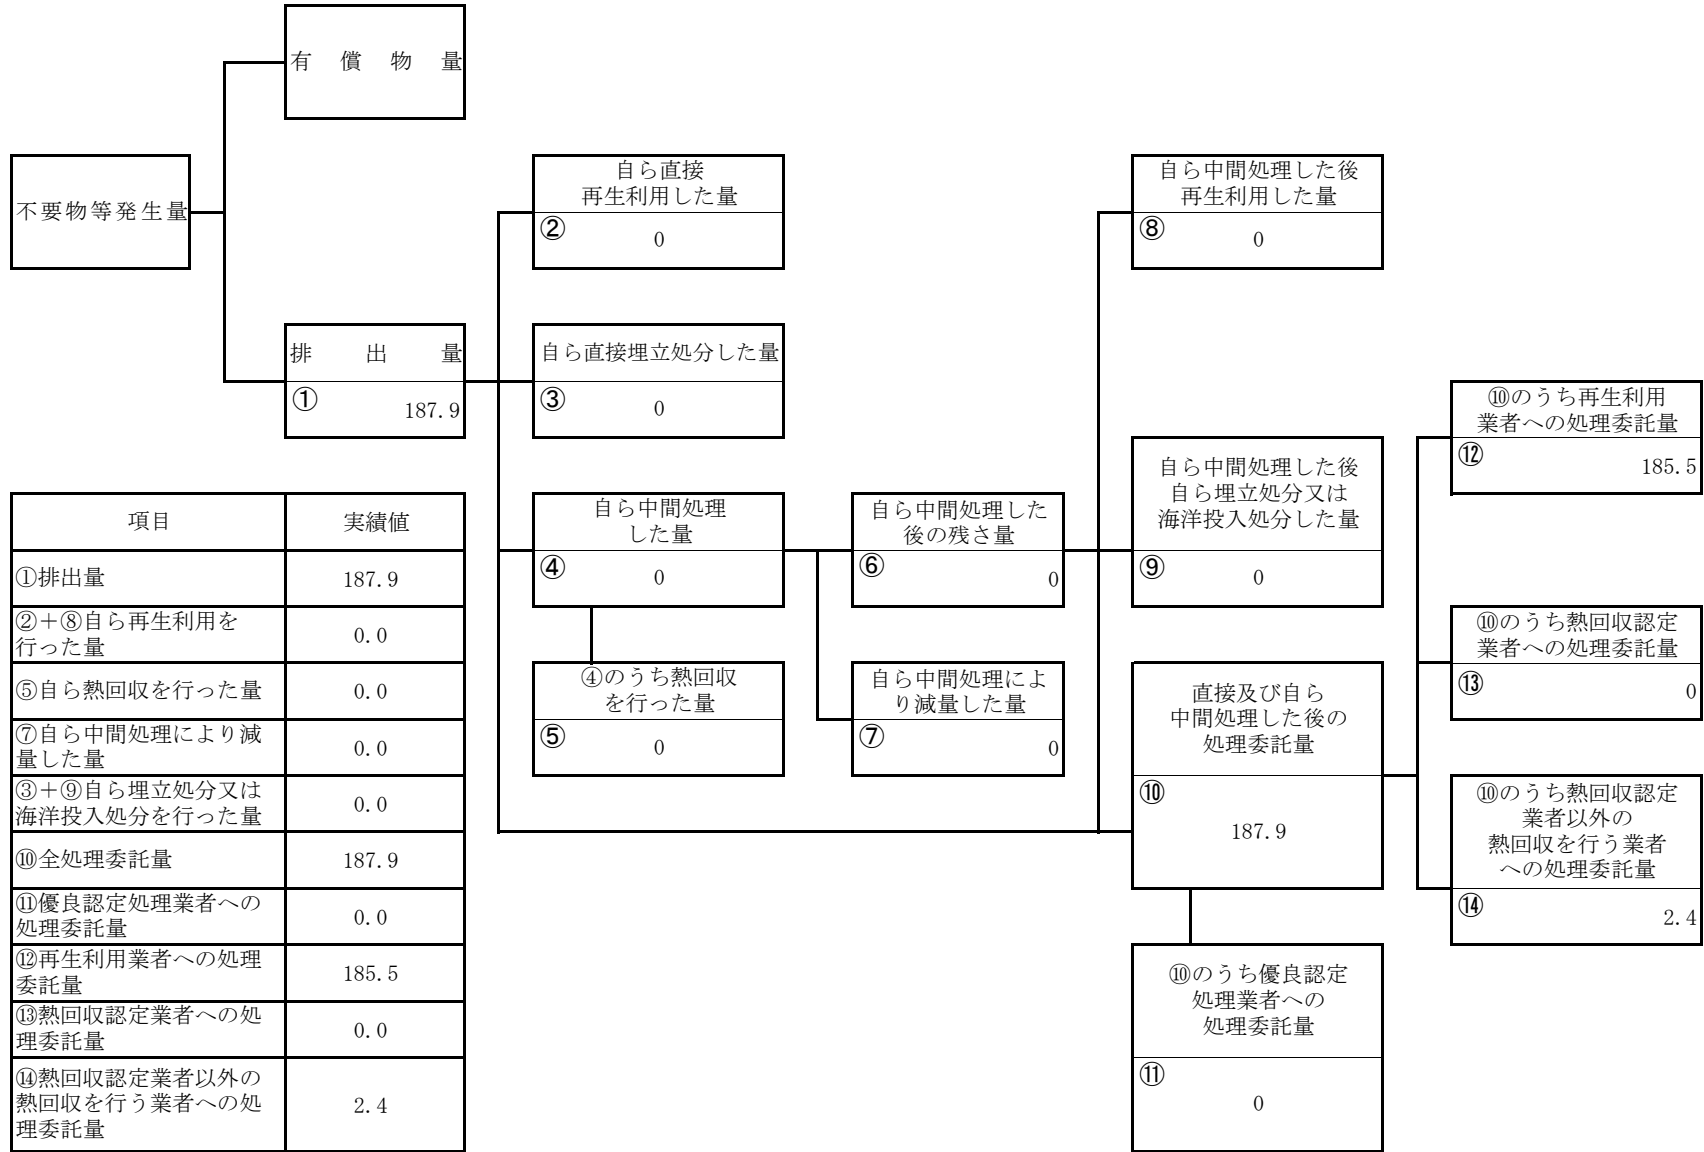 有償物量
不要物等発生量
排出量
①
187.9
自ら直接
再生利用した量
②
0
自ら直接埋立処分した量
③
0
自ら中間処理
した量
④
0
④のうち熱回収
を行った量
⑤
0
自ら中間処理した
後の残さ量
⑥
0
自ら中間処理によ
り減量した量
⑦
0
自ら中間処理した後
再生利用した量
⑧
0
自ら中間処理した後
自ら埋立処分又は
海洋投入処分した量
⑨
0
直接及び自ら
中間処理した後の
処理委託量
⑩
187.9
⑩のうち優良認定
処理業者への
処理委託量
⑪
0
⑩のうち再生利用
業者への処理委託量
⑫
185.5
⑩のうち熱回収認定
業者への処理委託量
⑬
0
⑩のうち熱回収認定
業者以外の
熱回収を行う業者
への処理委託量
⑭
2.4
項目 実績値
①排出量 187.9
②＋⑧自ら再生利用を
行った量 0.0
⑤自ら熱回収を行った量 0.0
⑦自ら中間処理により減
量した量 0.0
③＋⑨自ら埋立処分又は
海洋投入処分を行った量 0.0
⑩全処理委託量 187.9
⑪優良認定処理業者への
処理委託量 0.0
⑫再生利用業者への処理
委託量 185.5
⑬熱回収認定業者への処
理委託量 0.0
⑭熱回収認定業者以外の
熱回収を行う業者への処
理委託量 2.4